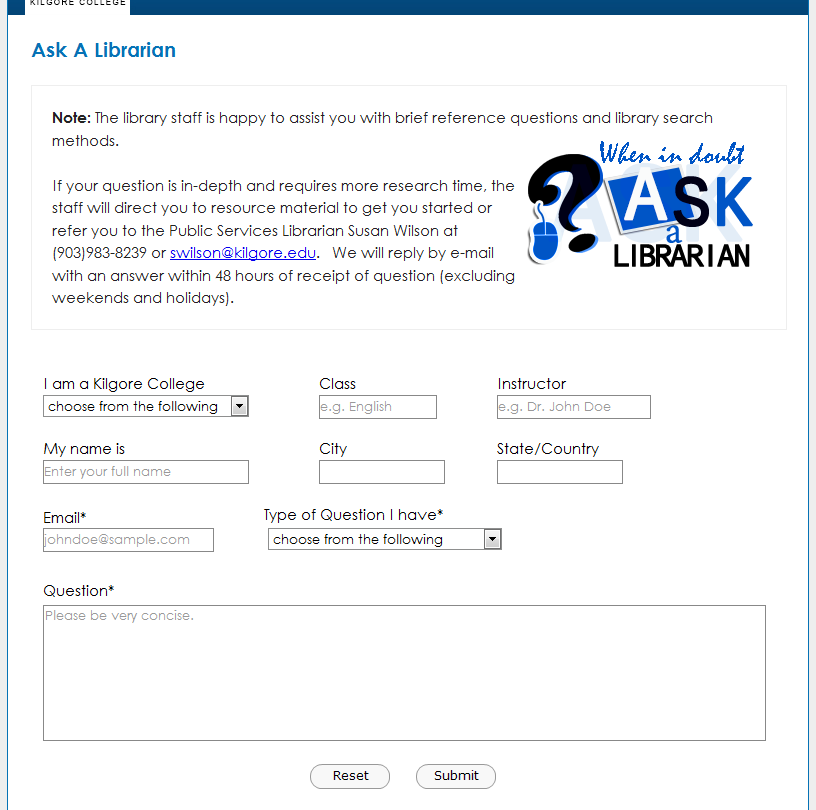 KILGORE COLLEGE
Ask A Librarian
Note: The library staff is happy to assist you with brief reference questions and library search
methods.
When in doubt
ASK
a
LIBRARIAN
If your question is in-depth and requires more research time, the
staff will direct you to resource material to get you started or
refer you to the Public Services Librarian Susan Wilson at
(903)983-8239 or swilson@kilgore.edu.   We will reply by e-mail
with an answer within 48 hours of receipt of question (excluding
weekends and holidays).
I am a Kilgore College Class Instructor
choose from the following e.g. English e.g. Dr. John Doe
My name is City State/Country
Enter your full name
Email* Type of Question I have*
johndoe@sample.com choose from the following
Question*
Please be very concise.
Reset Submit